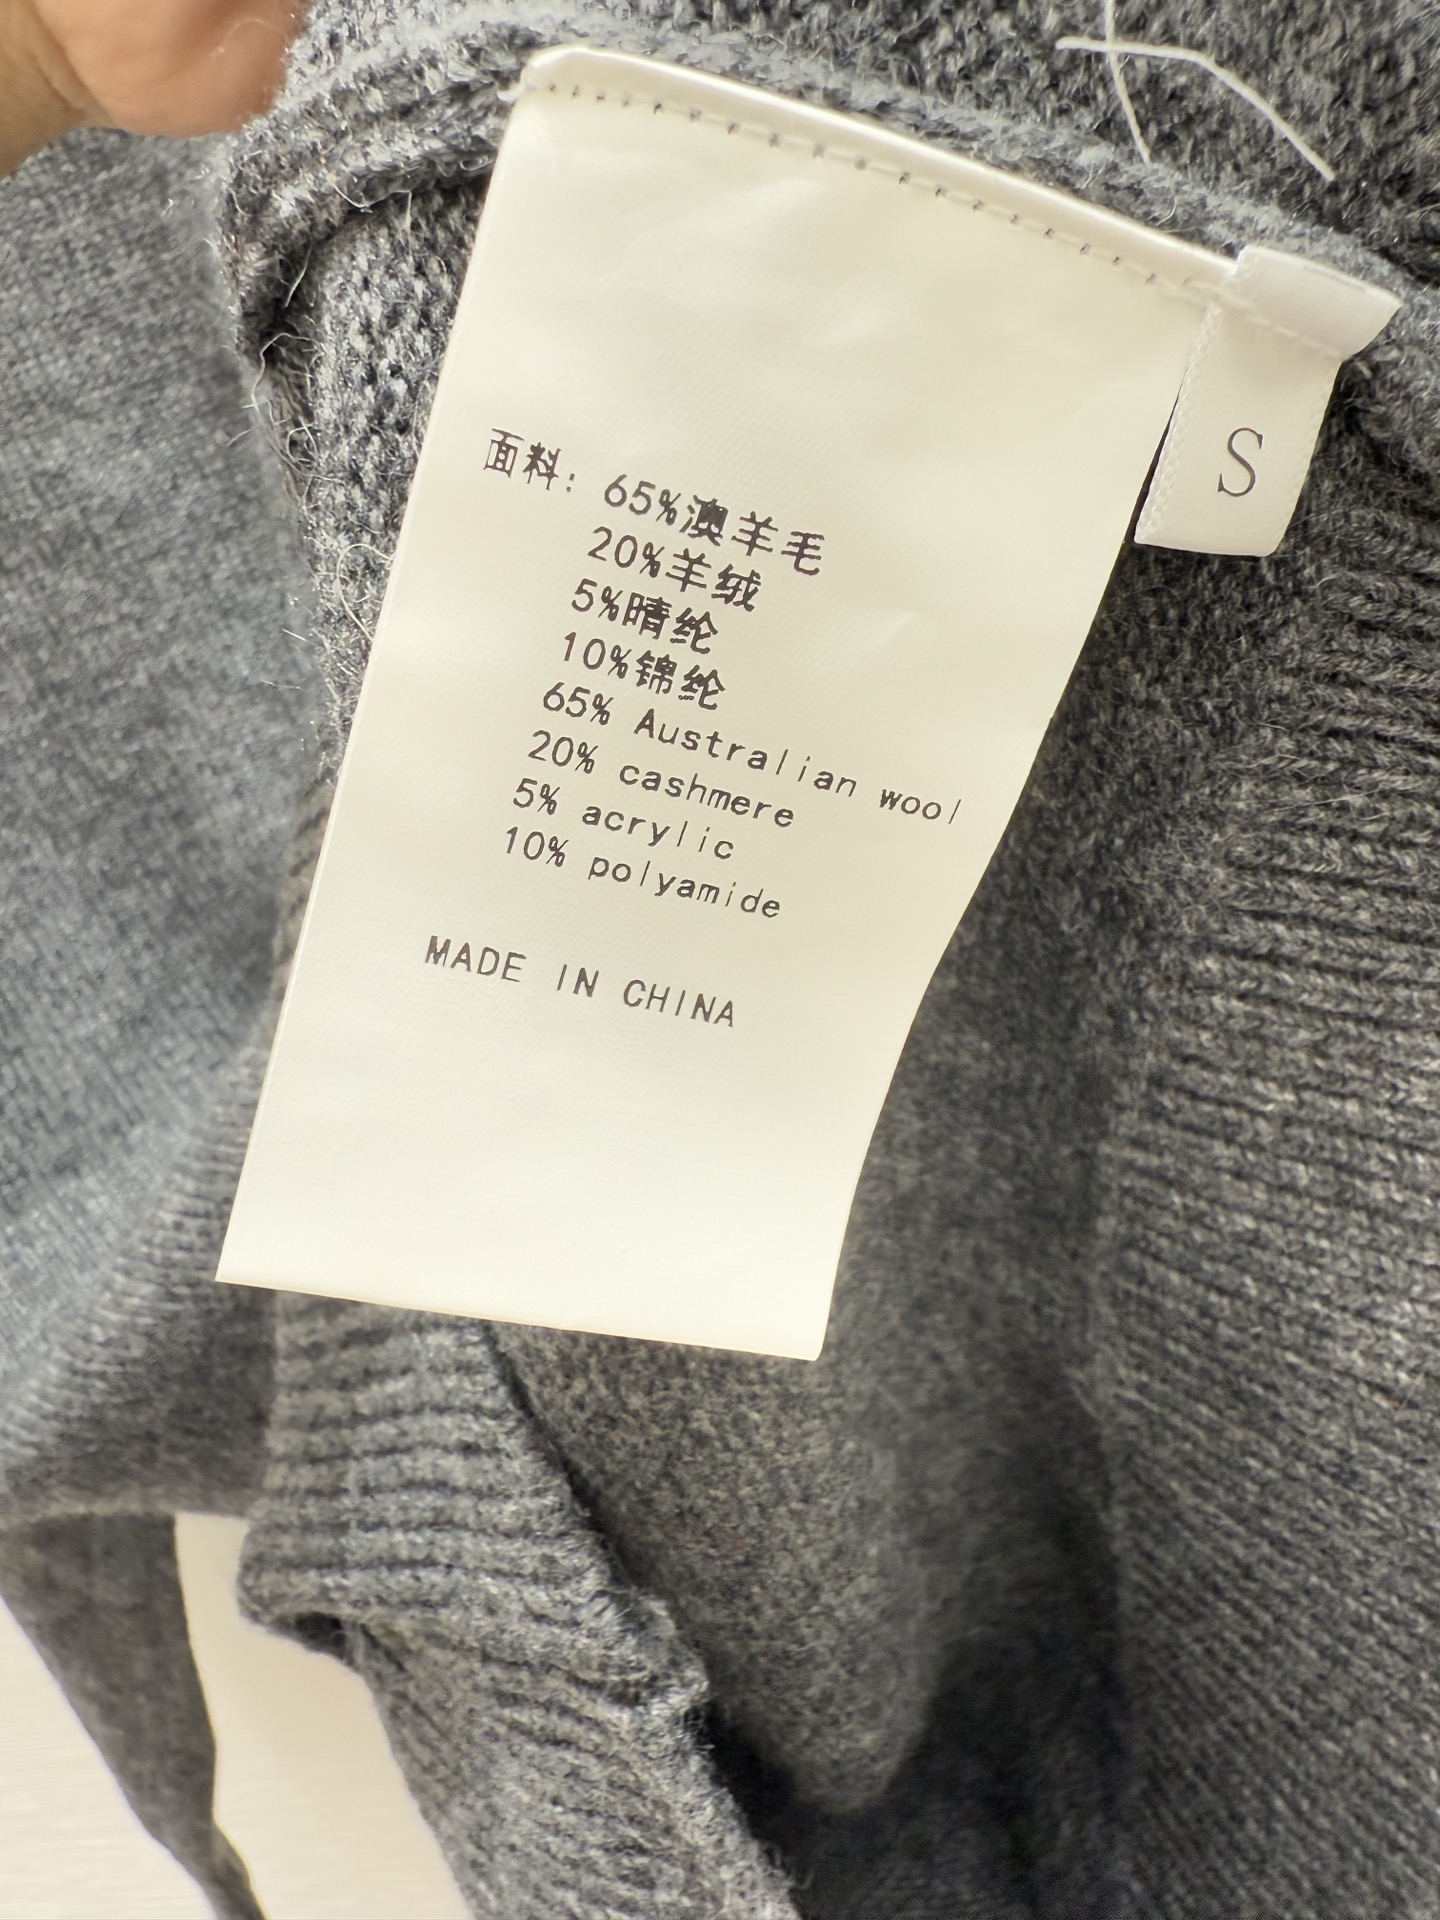 面料：65%澳羊毛
20%羊绒
5%晴纶
10%锦纶
65% Australian wool
20% cashmere
5% acrylic
10% polyamide
MADE IN CHINA
S